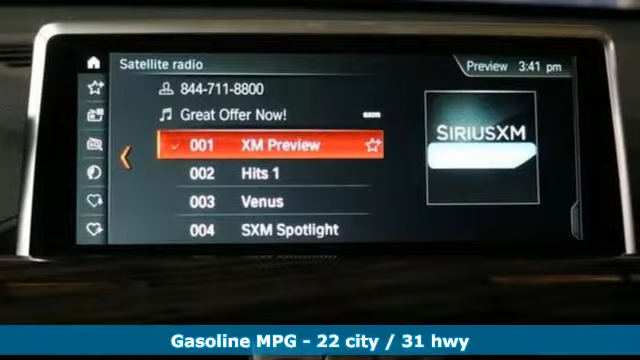 Satellite radio
Preview 3:41 pm
844-711-8800
Great Offer Now!
001 XM Preview
002 Hits 1
003 Venus
004 SXM Spotlight
SIRIUSXM
Gasoline MPG - 22 city / 31 hwy